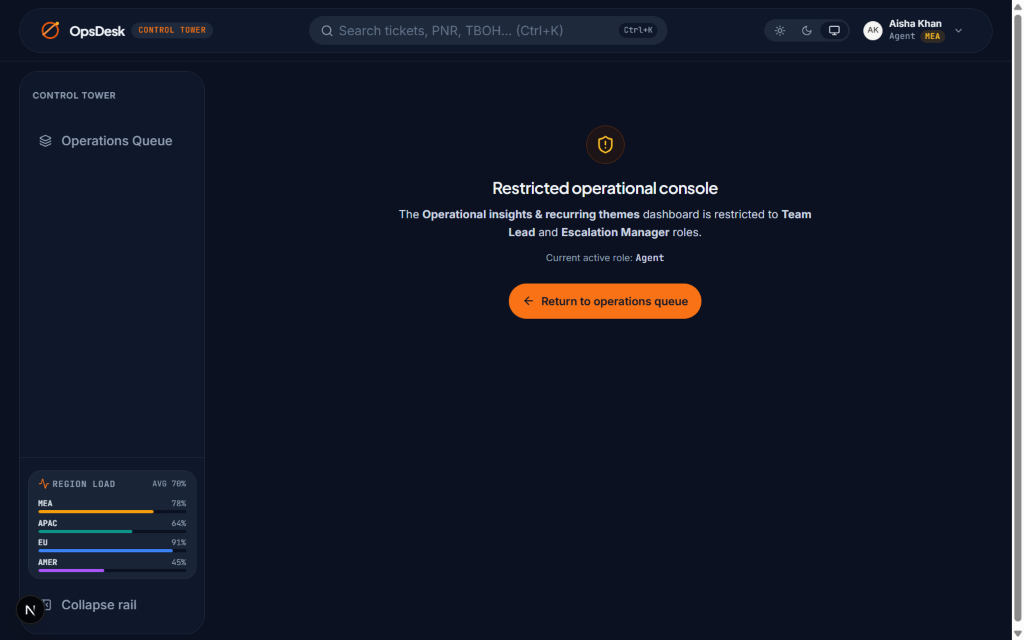 OpsDesk CONTROL TOWER
Search tickets, PNR, TBOH... (Ctrl+K) Ctrl+K
AK
Aisha Khan
Agent MEA
CONTROL TOWER
Operations Queue
Restricted operational console
The Operational insights & recurring themes dashboard is restricted to Team
Lead and Escalation Manager roles.
Current active role: Agent
Return to operations queue
REGION LOAD AVG 70%
MEA 78%
APAC 64%
EU 91%
AMER 45%
N
Collapse rail